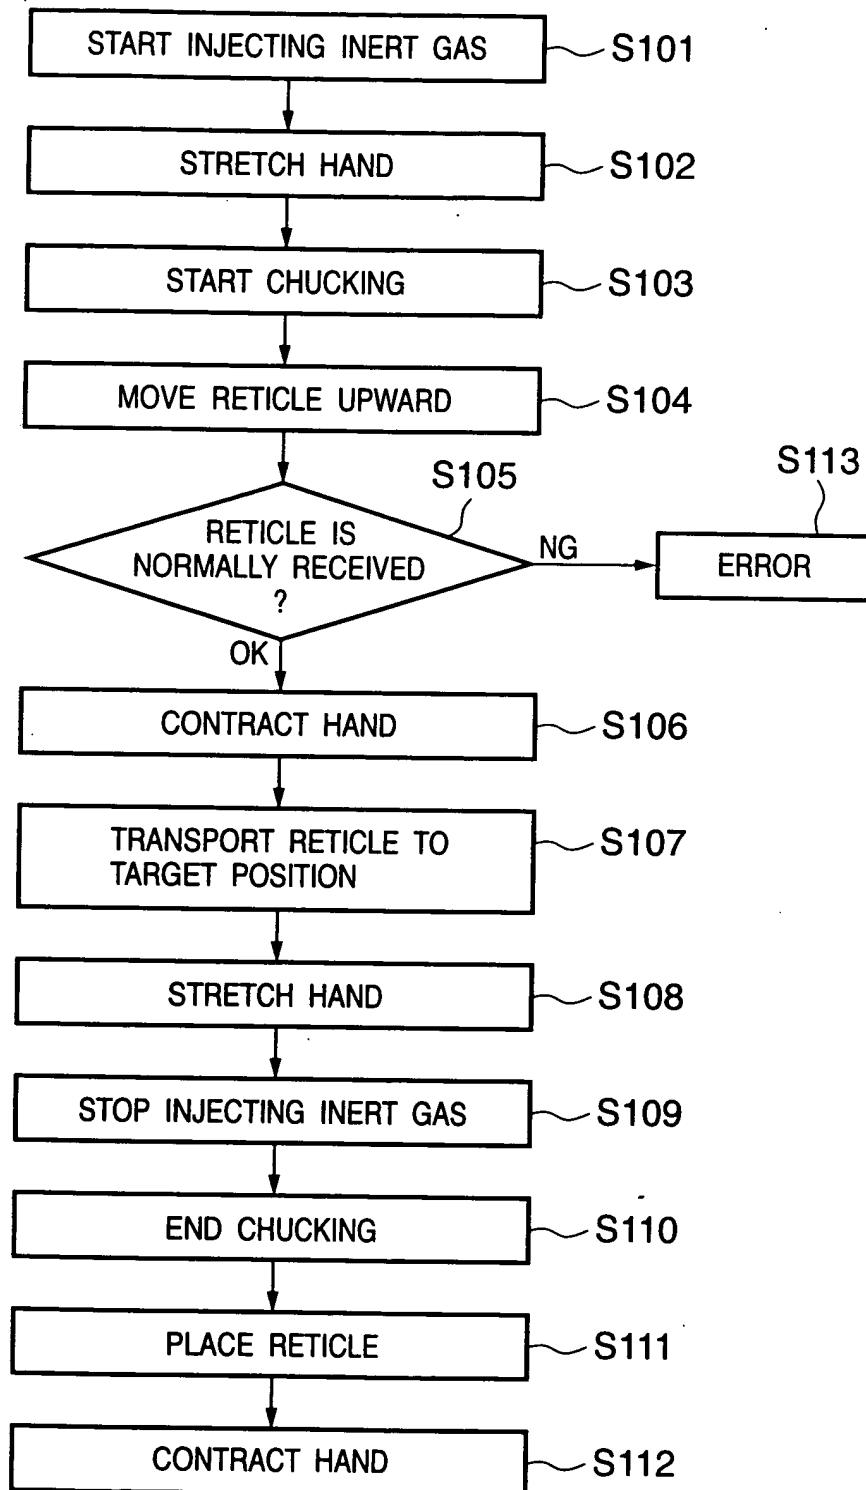 START INJECTING INERT GAS
S101
STRETCH HAND
S102
START CHUCKING
S103
MOVE RETICLE UPWARD
S104
S105
S113
RETICLE IS
NORMALLY RECEIVED
?
NG
ERROR
OK
CONTRACT HAND
S106
TRANSPORT RETICLE TO
TARGET POSITION
S107
STRETCH HAND
S108
STOP INJECTING INERT GAS
S109
END CHUCKING
S110
PLACE RETICLE
S111
CONTRACT HAND
S112